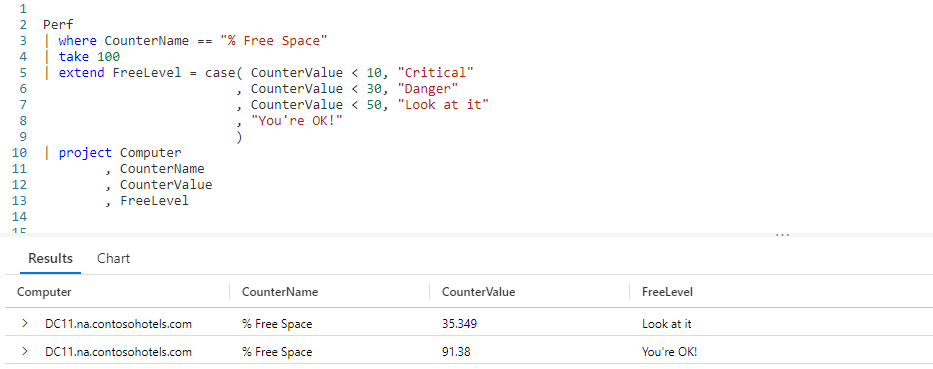 1
2 Perf
3 | where CounterName == "% Free Space"
4 | take 100
5 | extend FreeLevel = case( CounterValue < 10, "Critical"
6 , CounterValue < 30, "Danger"
7 , CounterValue < 50, "Look at it"
8 , "You're OK!"
9 )
10 | project Computer
11 , CounterName
12 , CounterValue
13 , FreeLevel
14
15
Results Chart
Computer CounterName CounterValue FreeLevel
DC11.na.contosohotels.com % Free Space 35.349 Look at it
DC11.na.contosohotels.com % Free Space 91.38 You're OK!